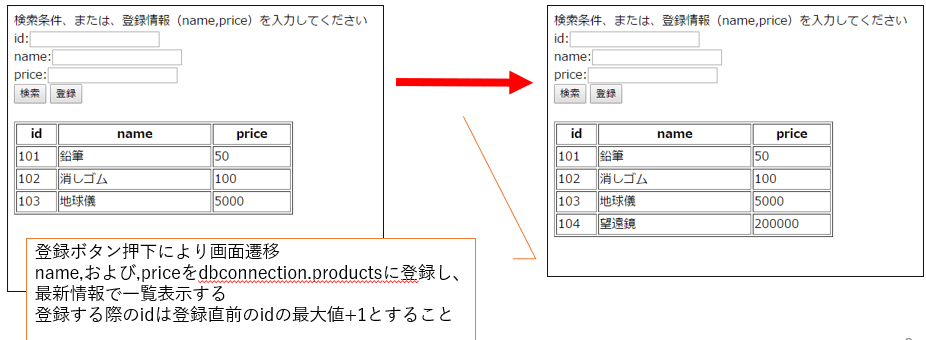 検索条件、または、登録情報（name,price）を入力してください
id:
name:
price:
検索 登録
id name price
101 鉛筆 50
102 消しゴム 100
103 地球儀 5000
検索条件、または、登録情報（name,price）を入力してください
id:
name:
price:
検索 登録
id name price
101 鉛筆 50
102 消しゴム 100
103 地球儀 5000
104 望遠鏡 200000
登録ボタン押下により画面遷移
name,および,priceをdbconnection.productsに登録し、
最新情報で一覧表示する
登録する際のidは登録直前のidの最大値+1とすること